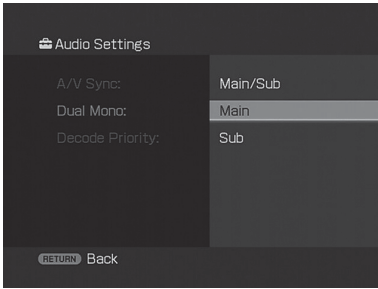 Audio Settings
A/V Sync:
Main/Sub
Dual Mono:
Main
Decode Priority:
Sub
RETURN Back